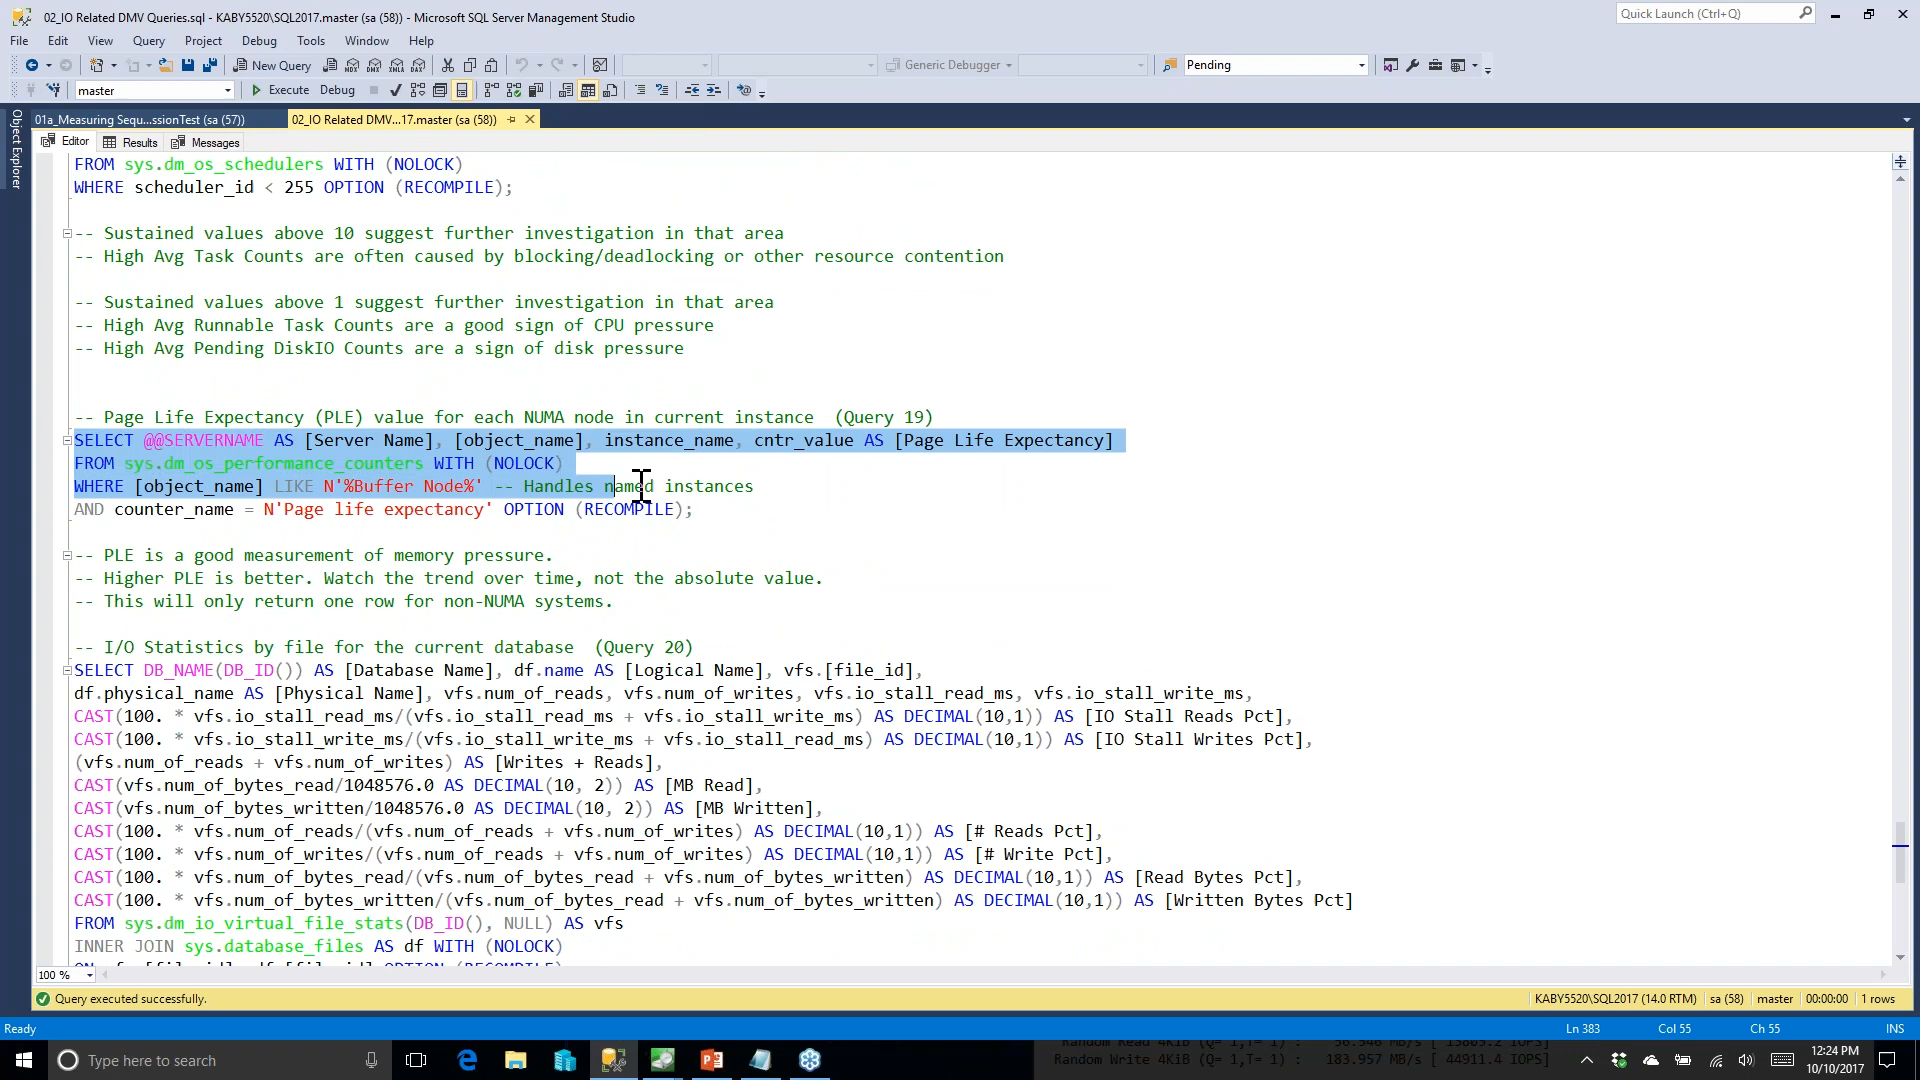 02_IO Related DMV Queries.sql - KABY5520\SQL2017.master (sa (58)) - Microsoft SQL Server Management Studio
Quick Launch (Ctrl+Q)
File Edit View Query Project Debug Tools Window Help
New Query
MDX DMX XMLA DAX
Generic Debugger
Pending
master
Execute Debug
Object Explorer
01a_Measuring Sequ...ssionTest (sa (57))
02_IO Related DMV...17.master (sa (58))
Editor Results Messages
FROM sys.dm_os_schedulers WITH (NOLOCK)
WHERE scheduler_id < 255 OPTION (RECOMPILE);
-- Sustained values above 10 suggest further investigation in that area
-- High Avg Task Counts are often caused by blocking/deadlocking or other resource contention
-- Sustained values above 1 suggest further investigation in that area
-- High Avg Runnable Task Counts are a good sign of CPU pressure
-- High Avg Pending DiskIO Counts are a sign of disk pressure
-- Page Life Expectancy (PLE) value for each NUMA node in current instance  (Query 19)
SELECT @@SERVERNAME AS [Server Name], [object_name], instance_name, cntr_value AS [Page Life Expectancy]
FROM sys.dm_os_performance_counters WITH (NOLOCK)
WHERE [object_name] LIKE N'%Buffer Node%' -- Handles named instances
AND counter_name = N'Page life expectancy' OPTION (RECOMPILE);
-- PLE is a good measurement of memory pressure.
-- Higher PLE is better. Watch the trend over time, not the absolute value.
-- This will only return one row for non-NUMA systems.
-- I/O Statistics by file for the current database  (Query 20)
SELECT DB_NAME(DB_ID()) AS [Database Name], df.name AS [Logical Name], vfs.[file_id],
df.physical_name AS [Physical Name], vfs.num_of_reads, vfs.num_of_writes, vfs.io_stall_read_ms, vfs.io_stall_write_ms,
CAST(100. * vfs.io_stall_read_ms/(vfs.io_stall_read_ms + vfs.io_stall_write_ms) AS DECIMAL(10,1)) AS [IO Stall Reads Pct],
CAST(100. * vfs.io_stall_write_ms/(vfs.io_stall_write_ms + vfs.io_stall_read_ms) AS DECIMAL(10,1)) AS [IO Stall Writes Pct],
(vfs.num_of_reads + vfs.num_of_writes) AS [Writes + Reads],
CAST(vfs.num_of_bytes_read/1048576.0 AS DECIMAL(10, 2)) AS [MB Read],
CAST(vfs.num_of_bytes_written/1048576.0 AS DECIMAL(10, 2)) AS [MB Written],
CAST(100. * vfs.num_of_reads/(vfs.num_of_reads + vfs.num_of_writes) AS DECIMAL(10,1)) AS [# Reads Pct],
CAST(100. * vfs.num_of_writes/(vfs.num_of_reads + vfs.num_of_writes) AS DECIMAL(10,1)) AS [# Write Pct],
CAST(100. * vfs.num_of_bytes_read/(vfs.num_of_bytes_read + vfs.num_of_bytes_written) AS DECIMAL(10,1)) AS [Read Bytes Pct],
CAST(100. * vfs.num_of_bytes_written/(vfs.num_of_bytes_read + vfs.num_of_bytes_written) AS DECIMAL(10,1)) AS [Written Bytes Pct]
FROM sys.dm_io_virtual_file_stats(DB_ID(), NULL) AS vfs
INNER JOIN sys.database_files AS df WITH (NOLOCK)
100 %
Query executed successfully.
KABY5520\SQL2017 (14.0 RTM) sa (58) master 00:00:00 1 rows
Ready
Ln 383 Col 55 Ch 55 INS
Type here to search
Random Write 4KiB (Q= 1,T= 1) : 183.957 MB/s [ 44911.4 IOPS]
12:24 PM
10/10/2017